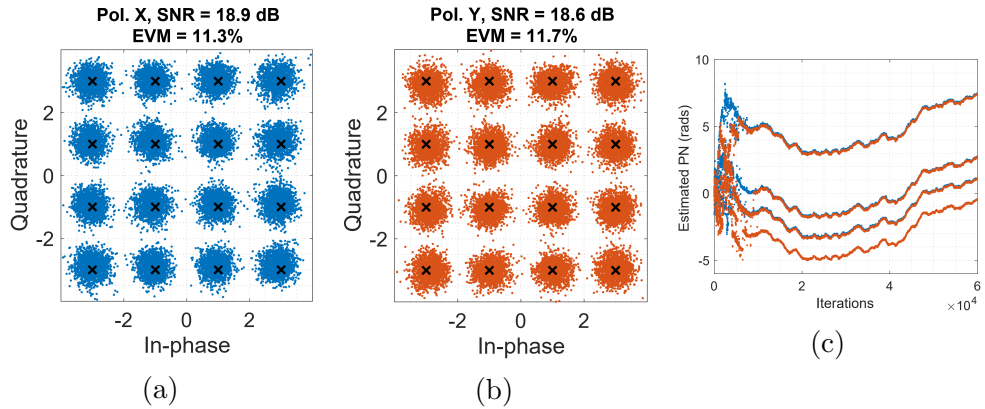 Pol. X, SNR = 18.9 dB
EVM = 11.3%
Quadrature
2
0
-2
-2
0
2
In-phase
(a)
Pol. Y, SNR = 18.6 dB
EVM = 11.7%
Quadrature
2
0
-2
-2
0
2
In-phase
(b)
Estimated PN (rads)
10
5
0
-5
0
2
4
6
Iterations
×10⁴
(c)